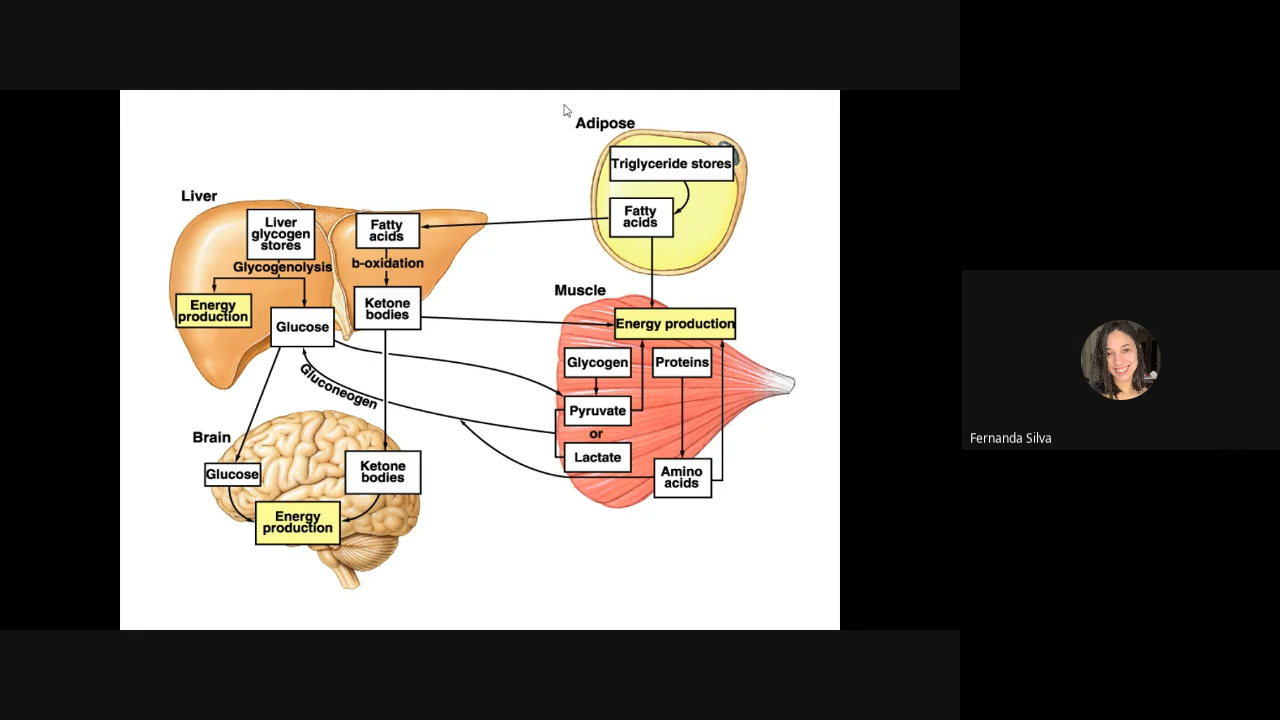 Adipose
Triglyceride stores
Fatty
acids
Liver
Liver
glycogen
stores
Glycogenolysis
Energy
production
Glucose
Fatty
acids
b-oxidation
Ketone
bodies
Gluconeogen
Muscle
Energy production
Glycogen
Proteins
Pyruvate
or
Lactate
Amino
acids
Brain
Glucose
Ketone
bodies
Energy
production
Fernanda Silva